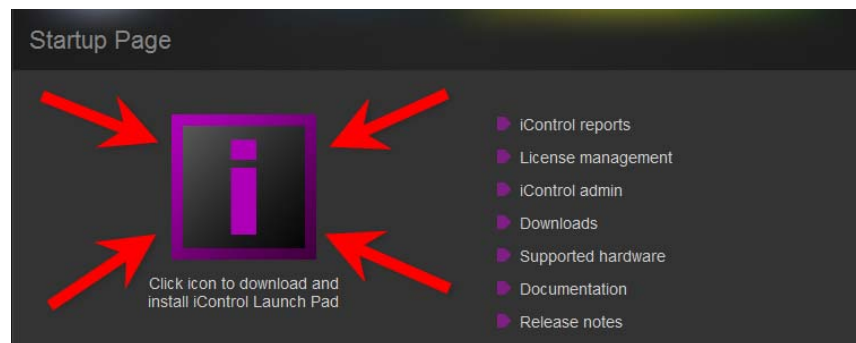 Startup Page
i
Click icon to download and
install iControl Launch Pad
iControl reports
License management
iControl admin
Downloads
Supported hardware
Documentation
Release notes